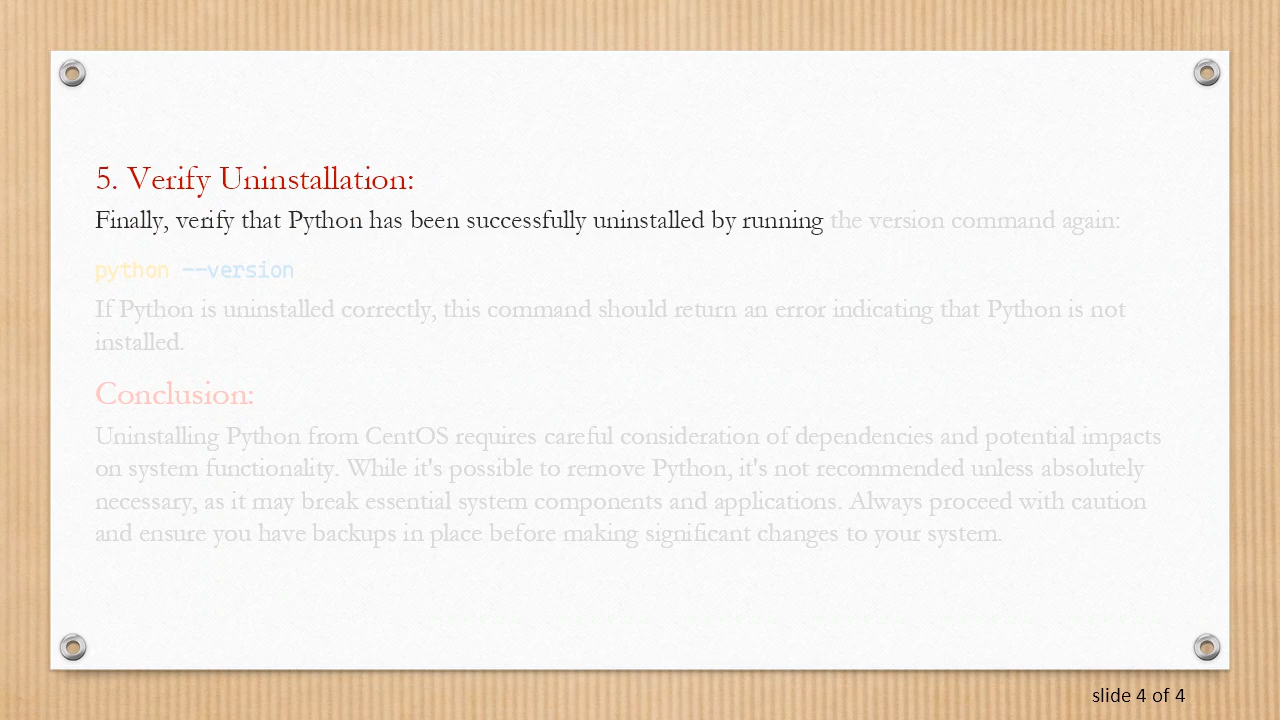 5. Verify Uninstallation:
Finally, verify that Python has been successfully uninstalled by running the version command again:
python --version
If Python is uninstalled correctly, this command should return an error indicating that Python is not
installed.
Conclusion:
Uninstalling Python from CentOS requires careful consideration of dependencies and potential impacts
on system functionality. While it's possible to remove Python, it's not recommended unless absolutely
necessary, as it may break essential system components and applications. Always proceed with caution
and ensure you have backups in place before making significant changes to your system.
slide 4 of 4